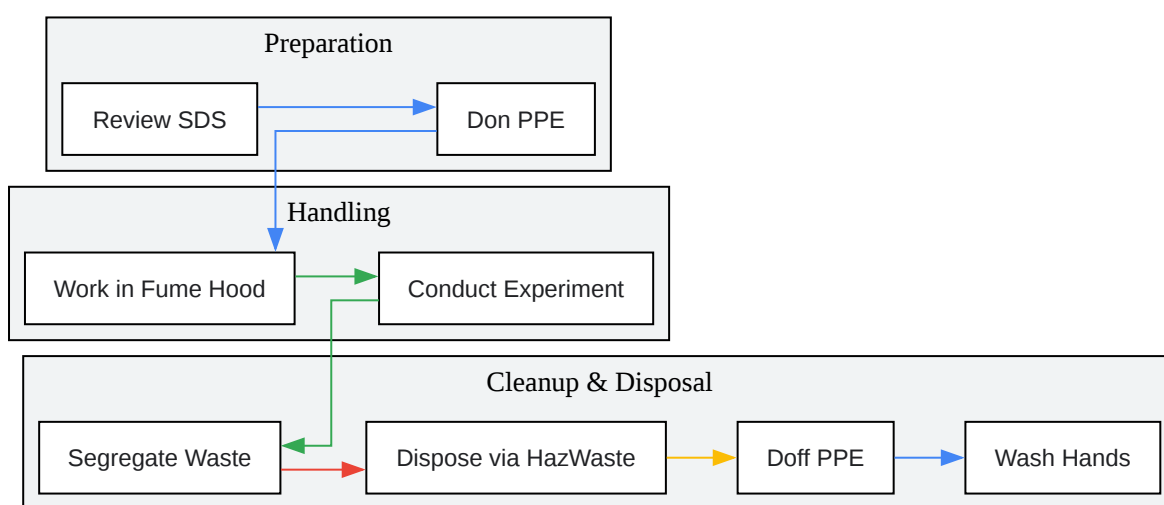 Preparation
Review SDS
Don PPE
Handling
Work in Fume Hood
Conduct Experiment
Cleanup & Disposal
Segregate Waste
Dispose via HazWaste
Doff PPE
Wash Hands